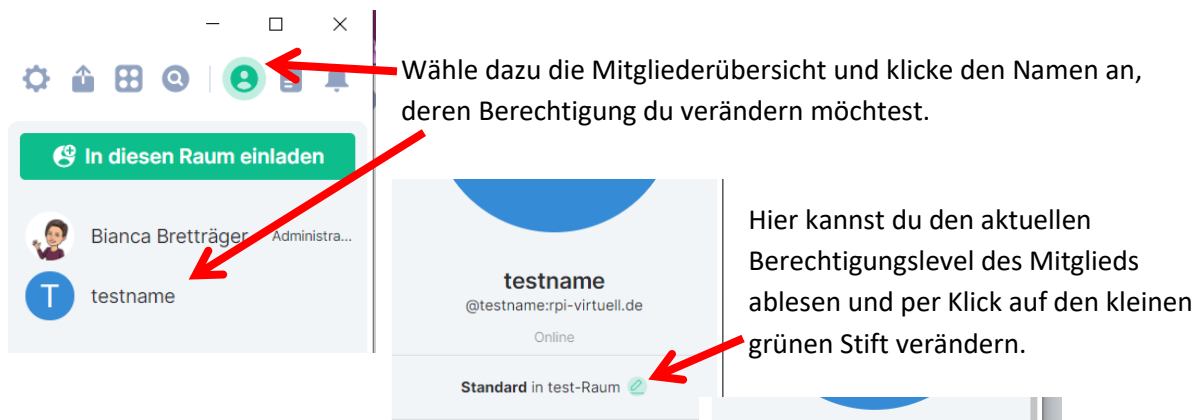 Wähle dazu die Mitgliederübersicht und klicke den Namen an,
deren Berechtigung du verändern möchtest.
In diesen Raum einladen
Bianca Bretträger Administra...
T testname
Hier kannst du den aktuellen
Berechtigungslevel des Mitglieds
ablesen und per Klick auf den kleinen
grünen Stift verändern.
testname
@testname:rpi-virtuell.de
Online
Standard in test-Raum